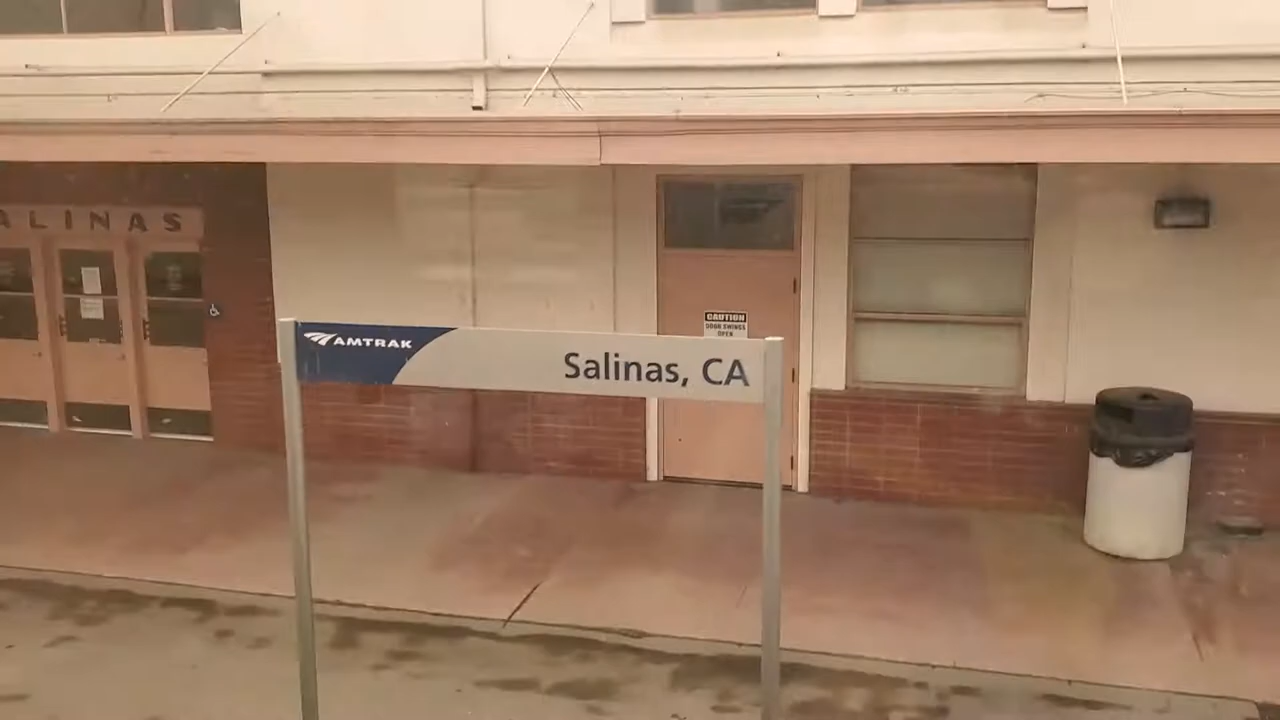 ALINAS
CAUTION
DOOR SWINGS
OPEN
AMTRAK
Salinas, CA